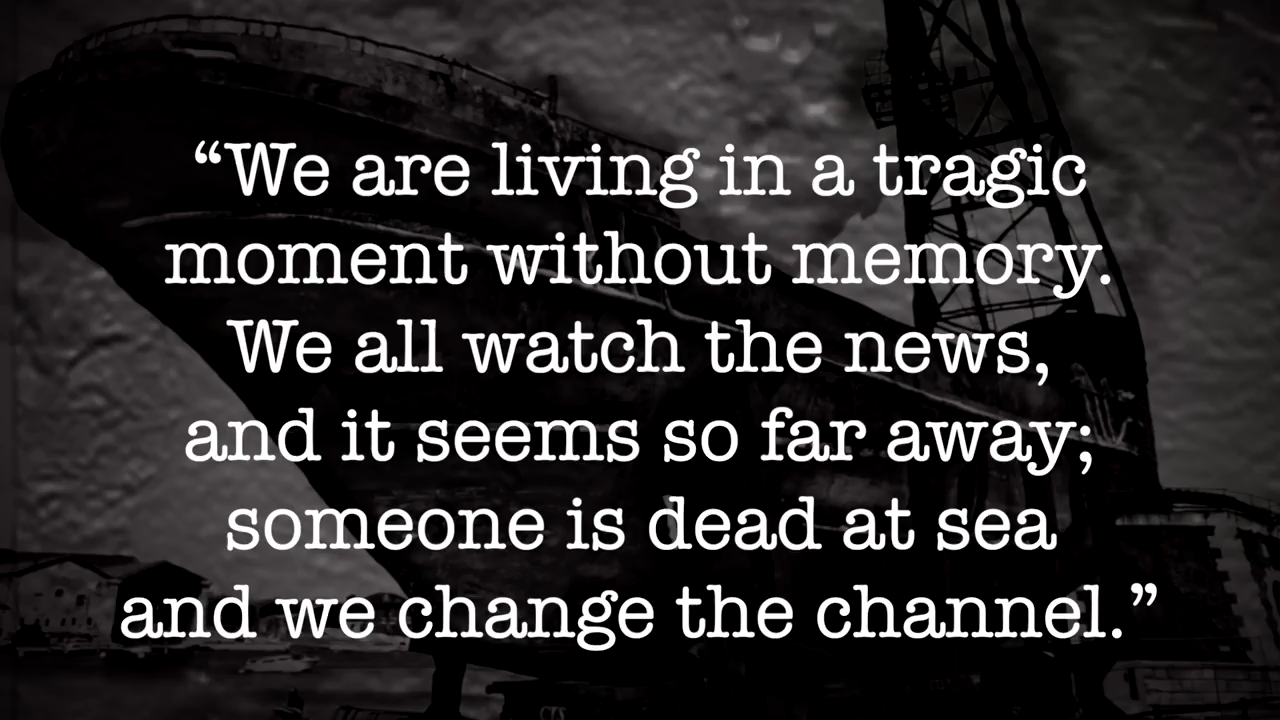 “We are living in a tragic
moment without memory.
We all watch the news,
and it seems so far away;
someone is dead at sea
and we change the channel.”